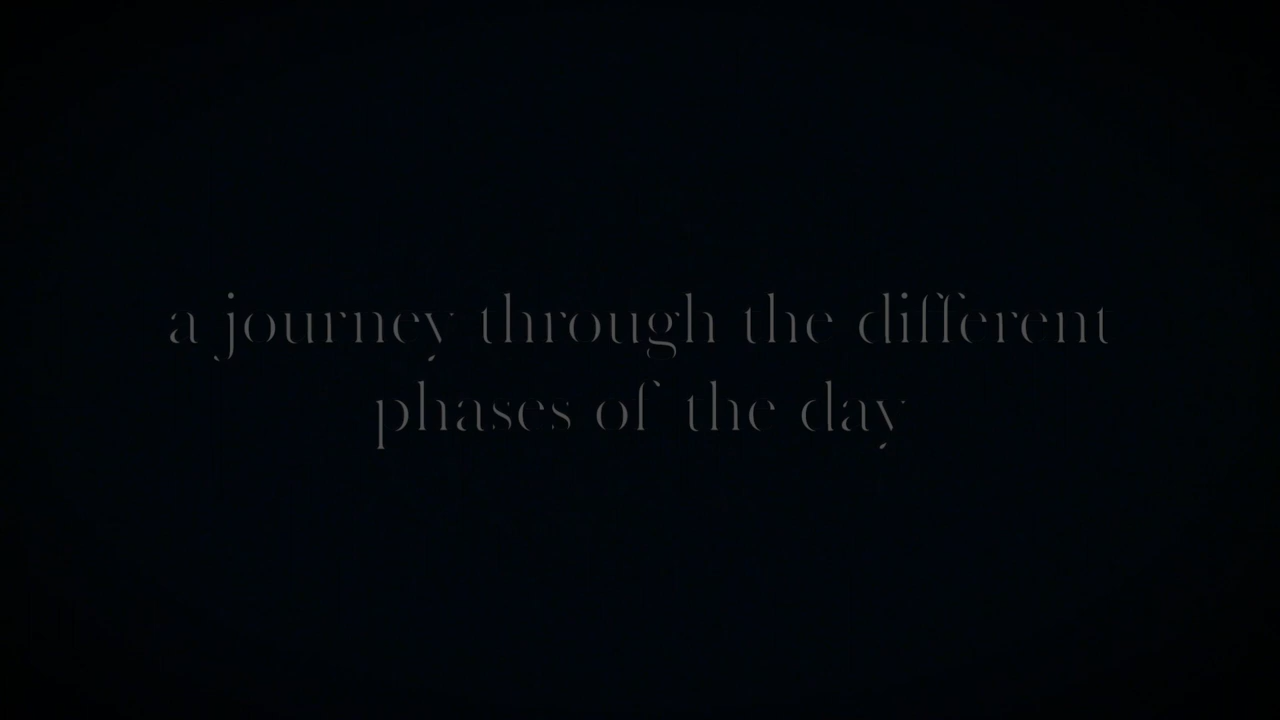 a journey through the different
phases of the day